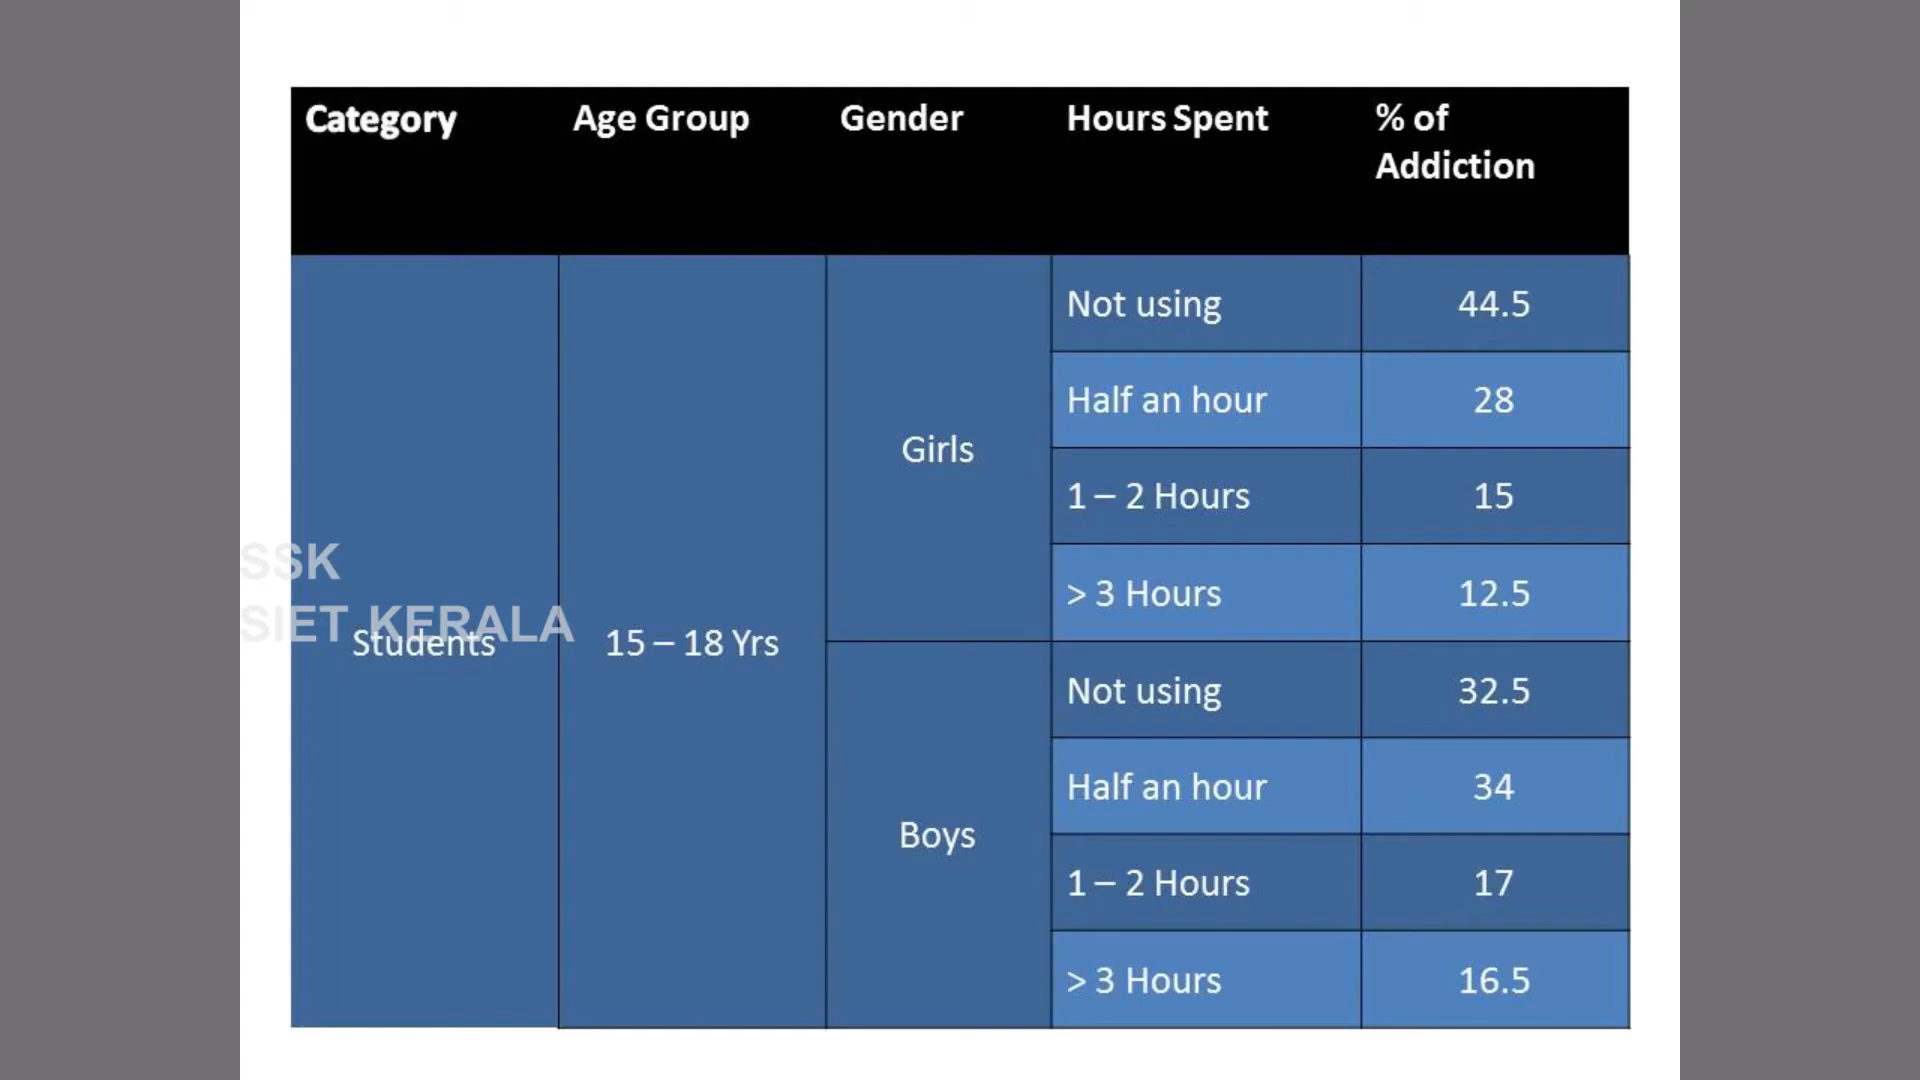 Category Age Group Gender Hours Spent % of
Addiction
Not using 44.5
Half an hour 28
Girls
1 – 2 Hours 15
SSK
> 3 Hours 12.5
SIET KERALA
Students 15 – 18 Yrs
Not using 32.5
Half an hour 34
Boys
1 – 2 Hours 17
> 3 Hours 16.5